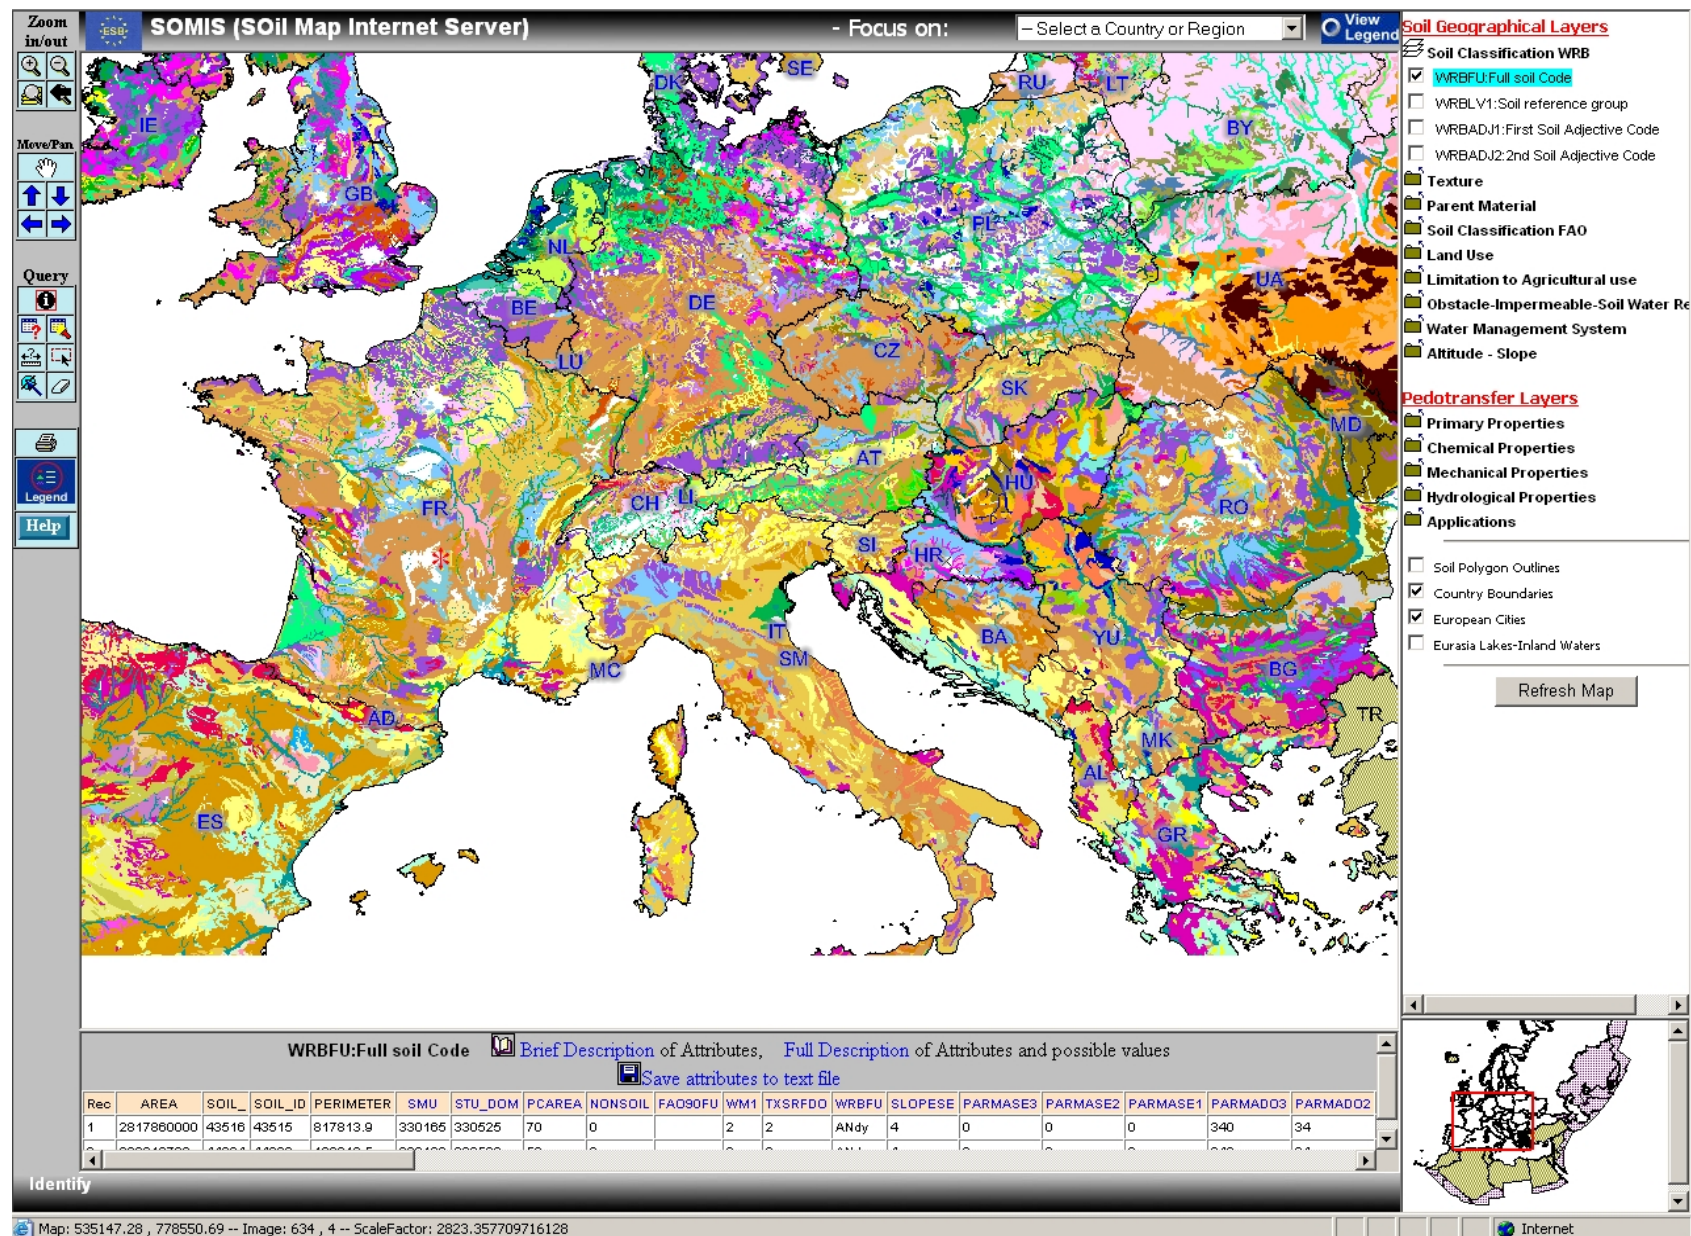 Zoom
in/out
ESB
SOMIS (SOil Map Internet Server)
- Focus on:
-- Select a Country or Region
View
Legend
Move/Pan
Query
Legend
Help
IE
GB
DK
SE
RU
LT
BY
NL
BE
LU
DE
PL
UA
CZ
SK
MD
AT
FR
CH
LI
HU
RO
SI
HR
IT
SM
MC
BA
YU
BG
AD
TR
MK
AL
GR
ES
Soil Geographical Layers
Soil Classification WRB
WRBFU:Full soil Code
WRBLV1:Soil reference group
WRBADJ1:First Soil Adjective Code
WRBADJ2:2nd Soil Adjective Code
Texture
Parent Material
Soil Classification FAO
Land Use
Limitation to Agricultural use
Obstacle-Impermeable-Soil Water Re
Water Management System
Altitude - Slope
Pedotransfer Layers
Primary Properties
Chemical Properties
Mechanical Properties
Hydrological Properties
Applications
Soil Polygon Outlines
Country Boundaries
European Cities
Eurasia Lakes-Inland Waters
Refresh Map
WRBFU:Full soil Code Brief Description of Attributes, Full Description of Attributes and possible values
Save attributes to text file
Rec AREA SOIL_ SOIL_ID PERIMETER SMU STU_DOM PCAREA NONSOIL FAO90FU WM1 TXSRFDO WRBFU SLOPESE PARMASE3 PARMASE2 PARMASE1 PARMADO3 PARMADO2
1 2817860000 43516 43515 817813.9 330165 330525 70 0 2 2 ANdy 4 0 0 0 340 34
Identify
Map: 535147.28 , 778550.69 -- Image: 634 , 4 -- ScaleFactor: 2823.357709716128
Internet